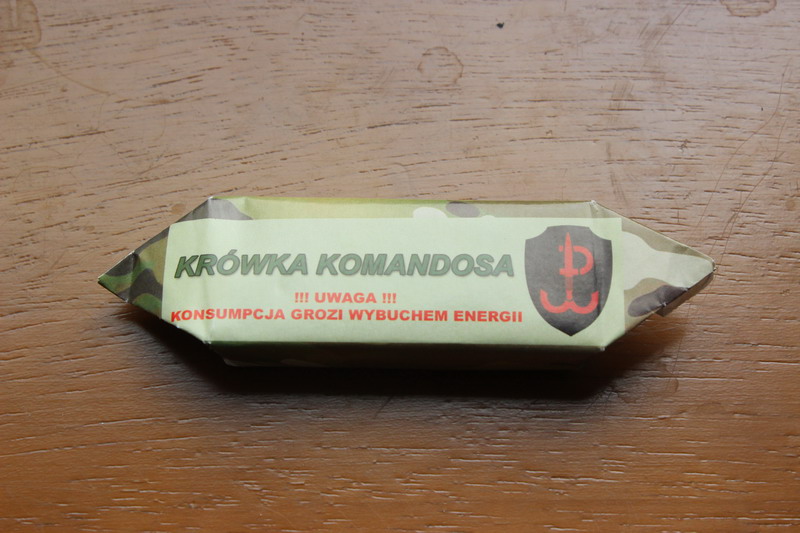 KRÓWKA KOMANDOSA
!!! UWAGA !!!
KONSUMPCJA GROZI WYBUCHEM ENERGII